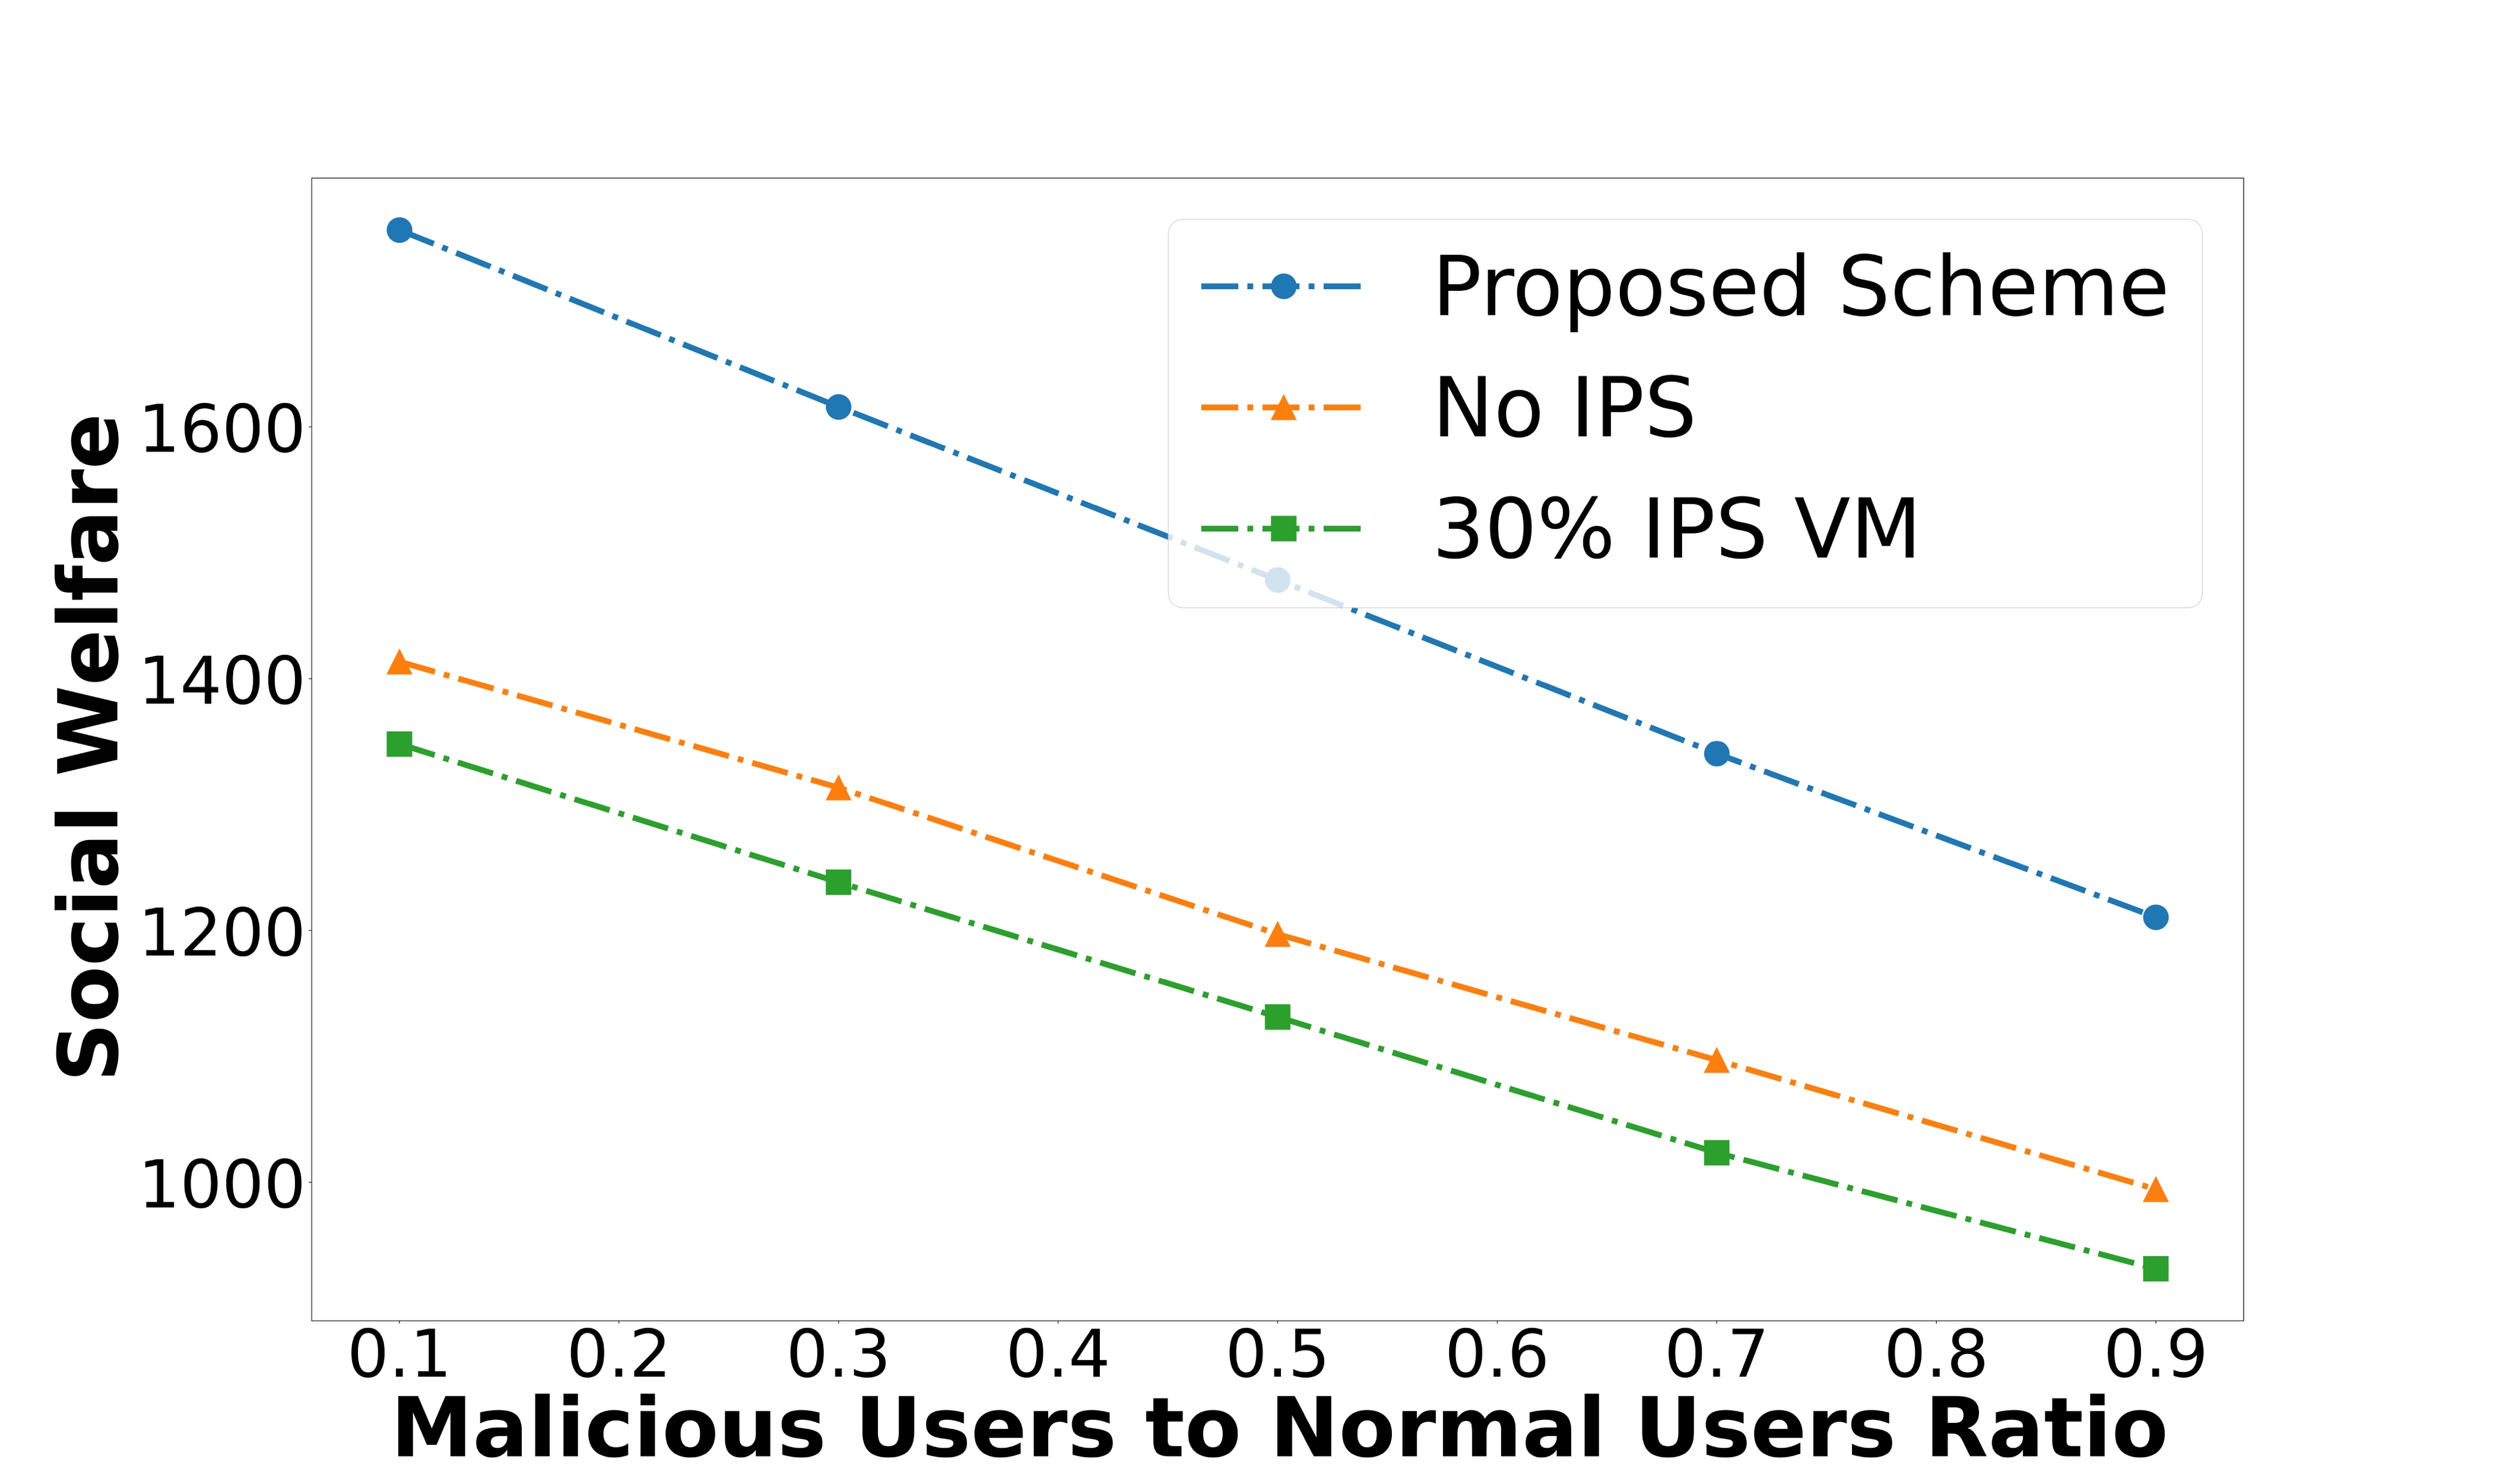 Proposed Scheme
No IPS
30% IPS VM
Social Welfare
1600
1400
1200
1000
0.1 0.2 0.3 0.4 0.5 0.6 0.7 0.8 0.9
Malicious Users to Normal Users Ratio